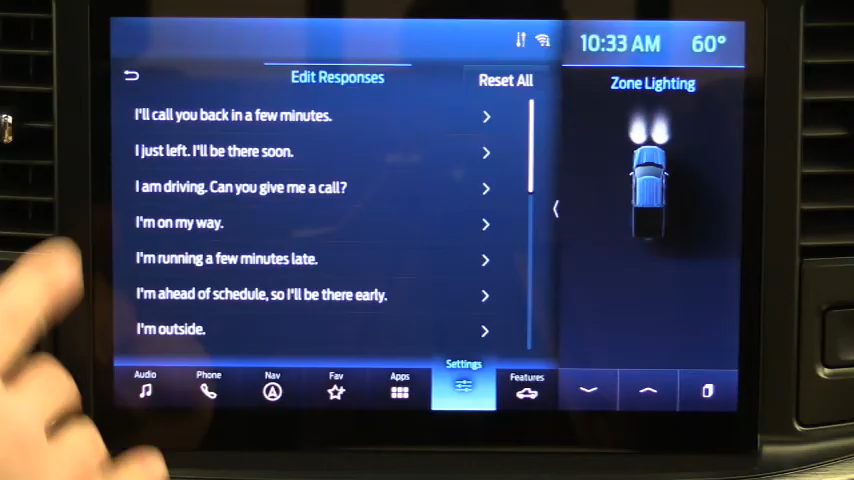 10:33 AM 60°
Edit Responses
Reset All
Zone Lighting
I'll call you back in a few minutes.
I just left. I'll be there soon.
I am driving. Can you give me a call?
I'm on my way.
I'm running a few minutes late.
I'm ahead of schedule, so I'll be there early.
I'm outside.
Audio
Phone
Nav
Fav
Apps
Settings
Features